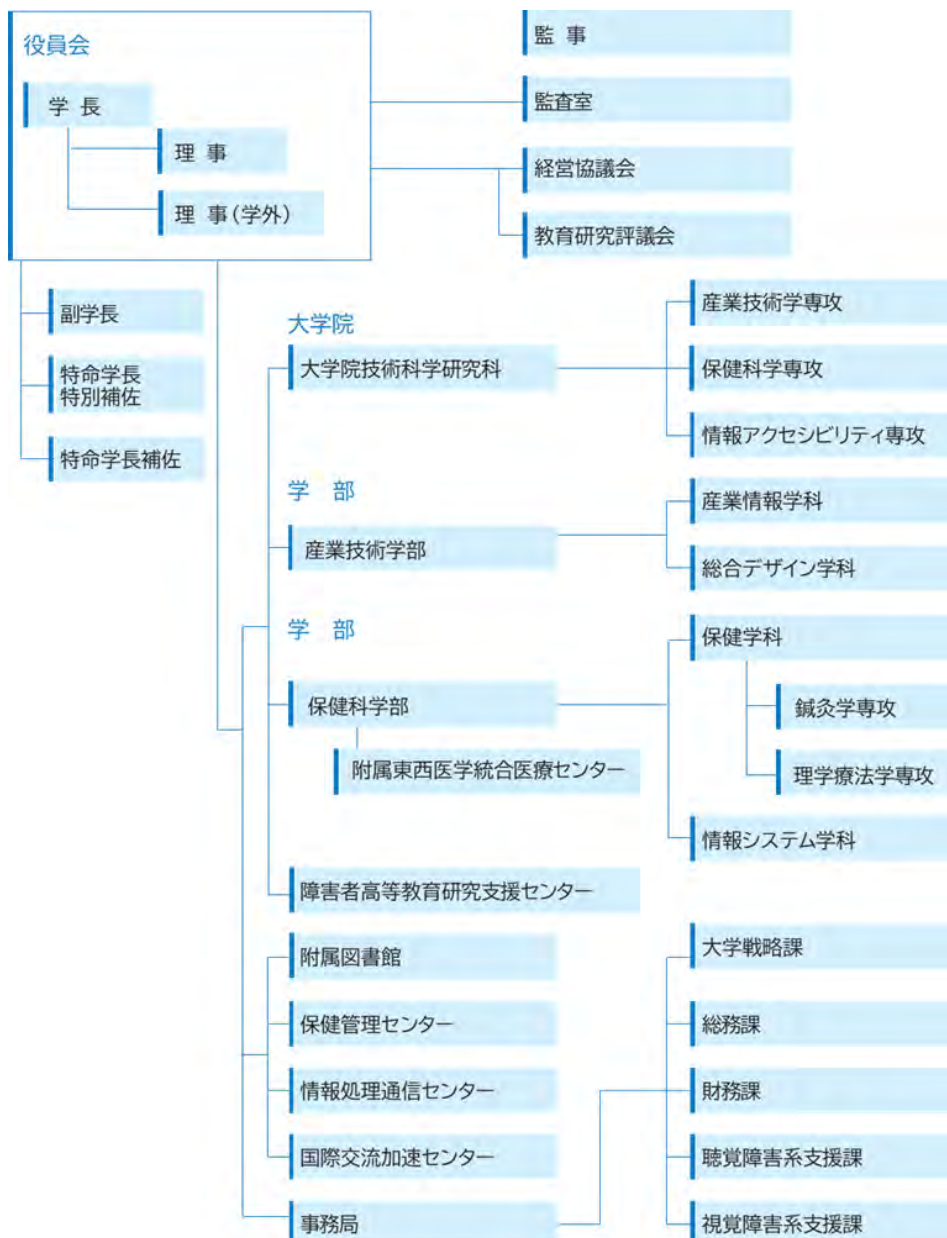 役員会
学 長
理 事
理 事(学外)
監 事
監査室
経営協議会
教育研究評議会
副学長
特命学長
特別補佐
特命学長補佐
大学院
大学院技術科学研究科
産業技術学専攻
保健科学専攻
情報アクセシビリティ専攻
学 部
産業技術学部
産業情報学科
総合デザイン学科
学 部
保健科学部
附属東西医学統合医療センター
保健学科
鍼灸学専攻
理学療法学専攻
情報システム学科
障害者高等教育研究支援センター
附属図書館
保健管理センター
情報処理通信センター
国際交流加速センター
事務局
大学戦略課
総務課
財務課
聴覚障害系支援課
視覚障害系支援課